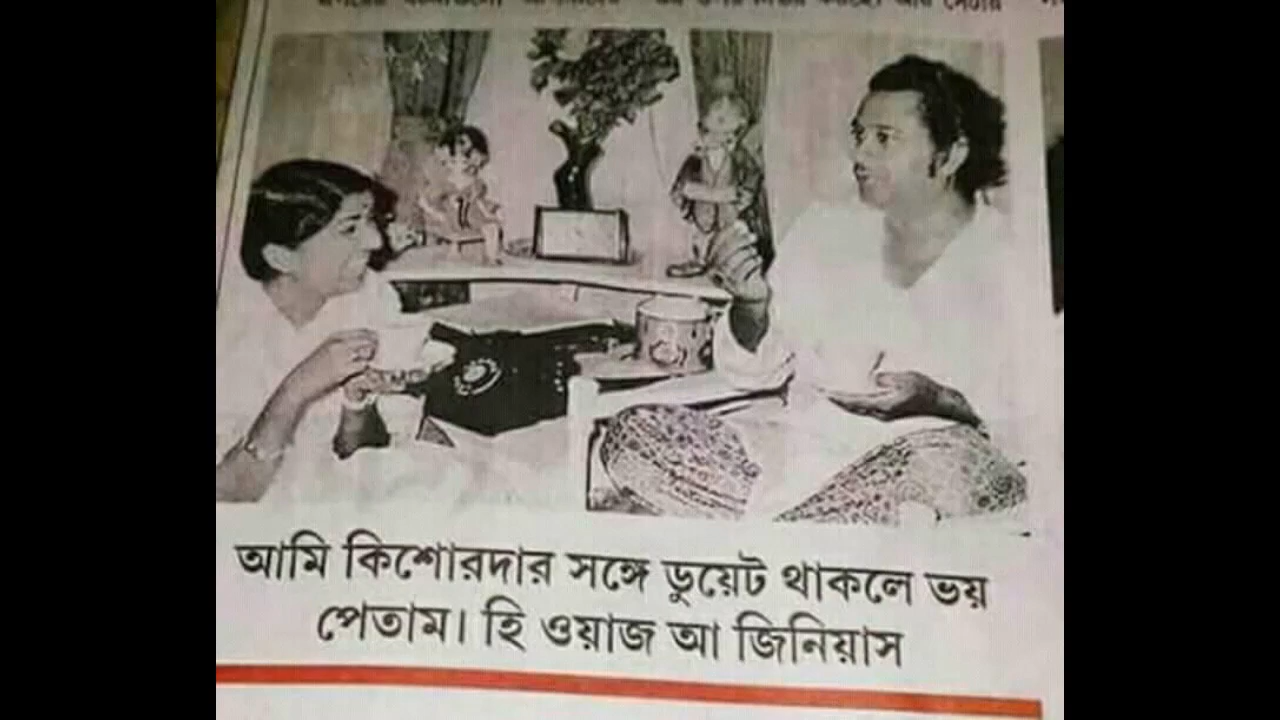 আমি কিশোরদার সঙ্গে ডুয়েট থাকলে ভয়
পেতাম। হি ওয়াজ আ জিনিয়াস